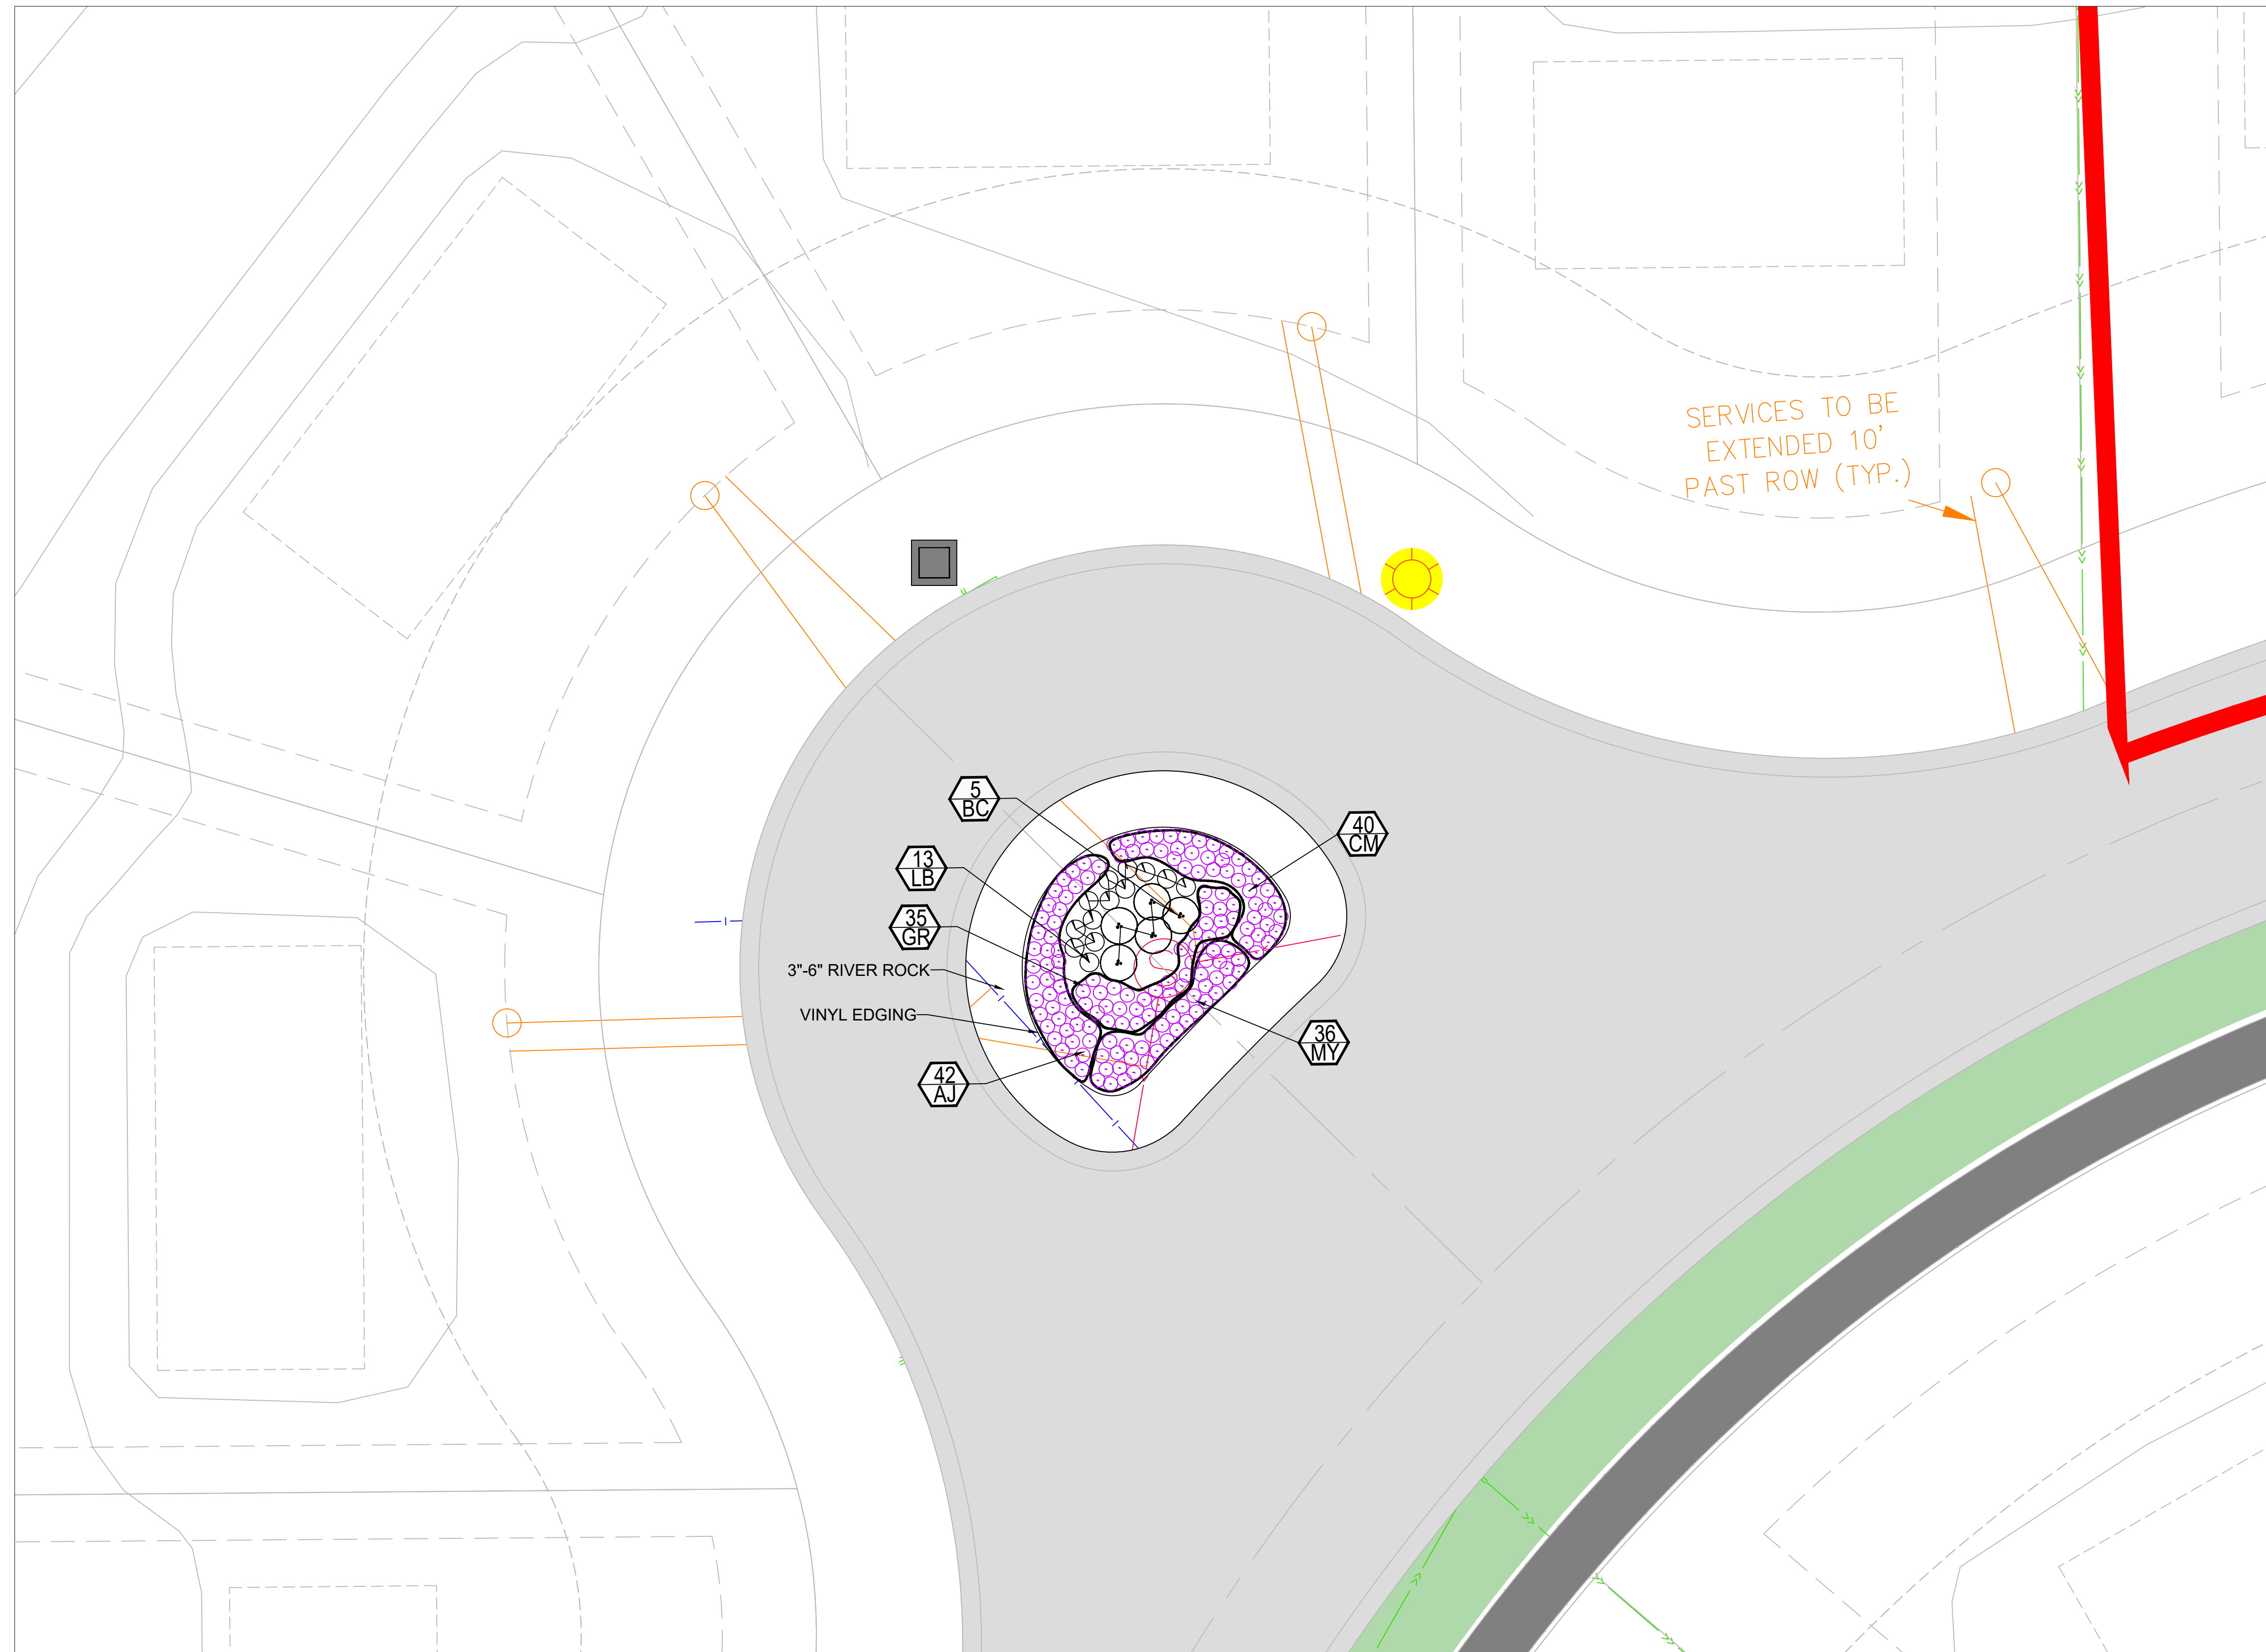 SERVICES TO BE
EXTENDED 10'
PAST ROW (TYP.)
5
BC
40
CM
13
LB
35
GR
3"-6" RIVER ROCK
VINYL EDGING
36
MY
42
AJ